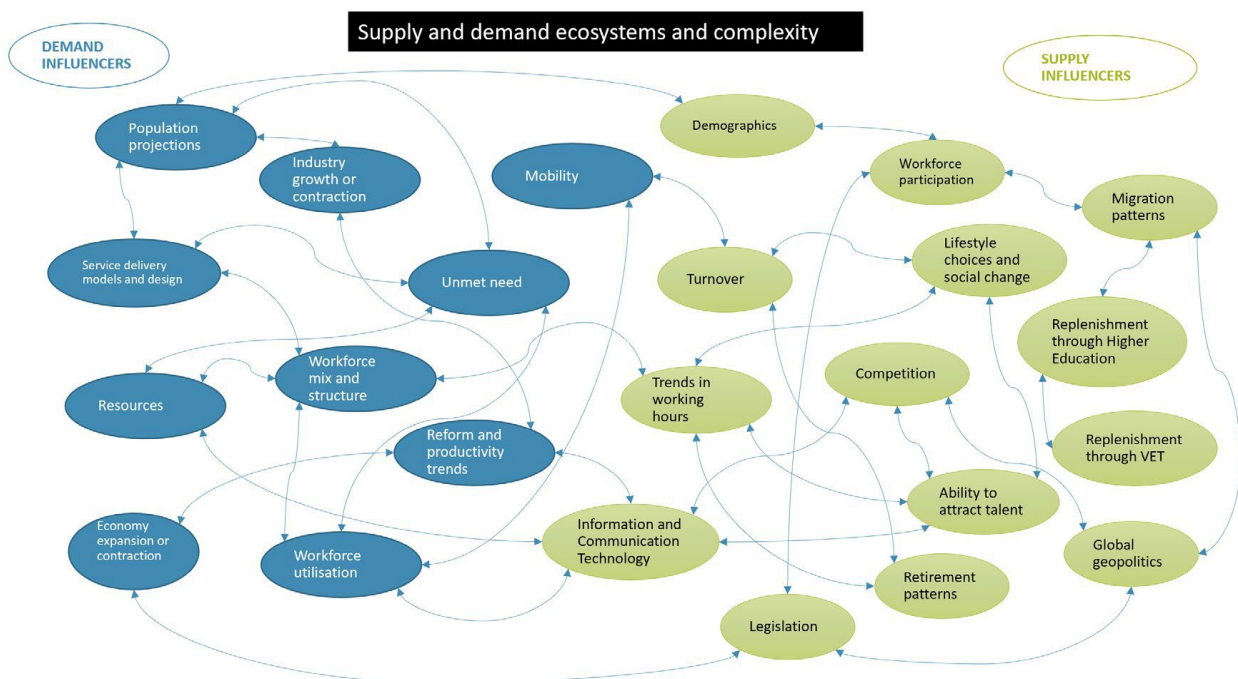 Supply and demand ecosystems and complexity
DEMAND
INFLUENCERS
SUPPLY
INFLUENCERS
Population
projections
Industry
growth or
contraction
Mobility
Demographics
Workforce
participation
Migration
patterns
Service delivery
models and design
Unmet need
Turnover
Lifestyle
choices and
social change
Replenishment
through Higher
Education
Resources
Workforce
mix and
structure
Trends in
working
hours
Competition
Reform and
productivity
trends
Replenishment
through VET
Ability to
attract talent
Economy
expansion or
contraction
Workforce
utilisation
Information and
Communication
Technology
Global
geopolitics
Retirement
patterns
Legislation